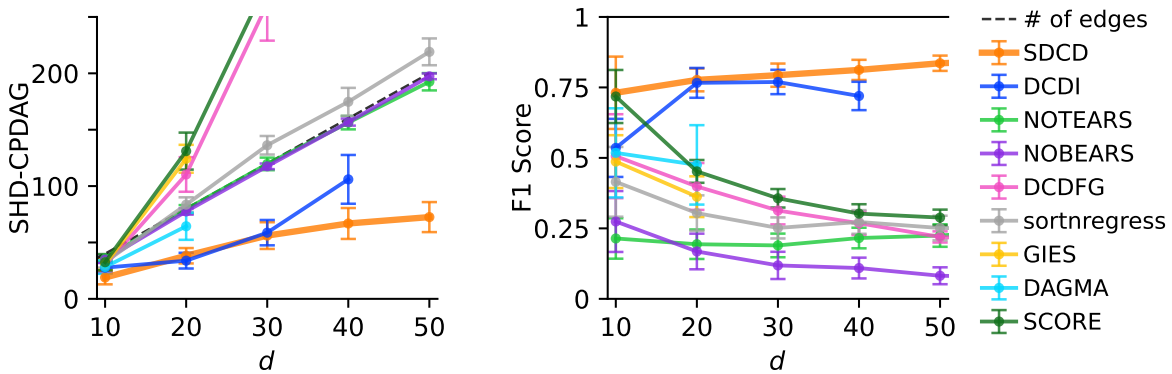 SHD-CPDAG
200
100
0
10 20 30 40 50
d
F1 Score
1
0.75
0.5
0.25
0
10 20 30 40 50
d
# of edges
SDCD
DCDI
NOTEARS
NOBEARS
DCDFG
sortnregress
GIES
DAGMA
SCORE